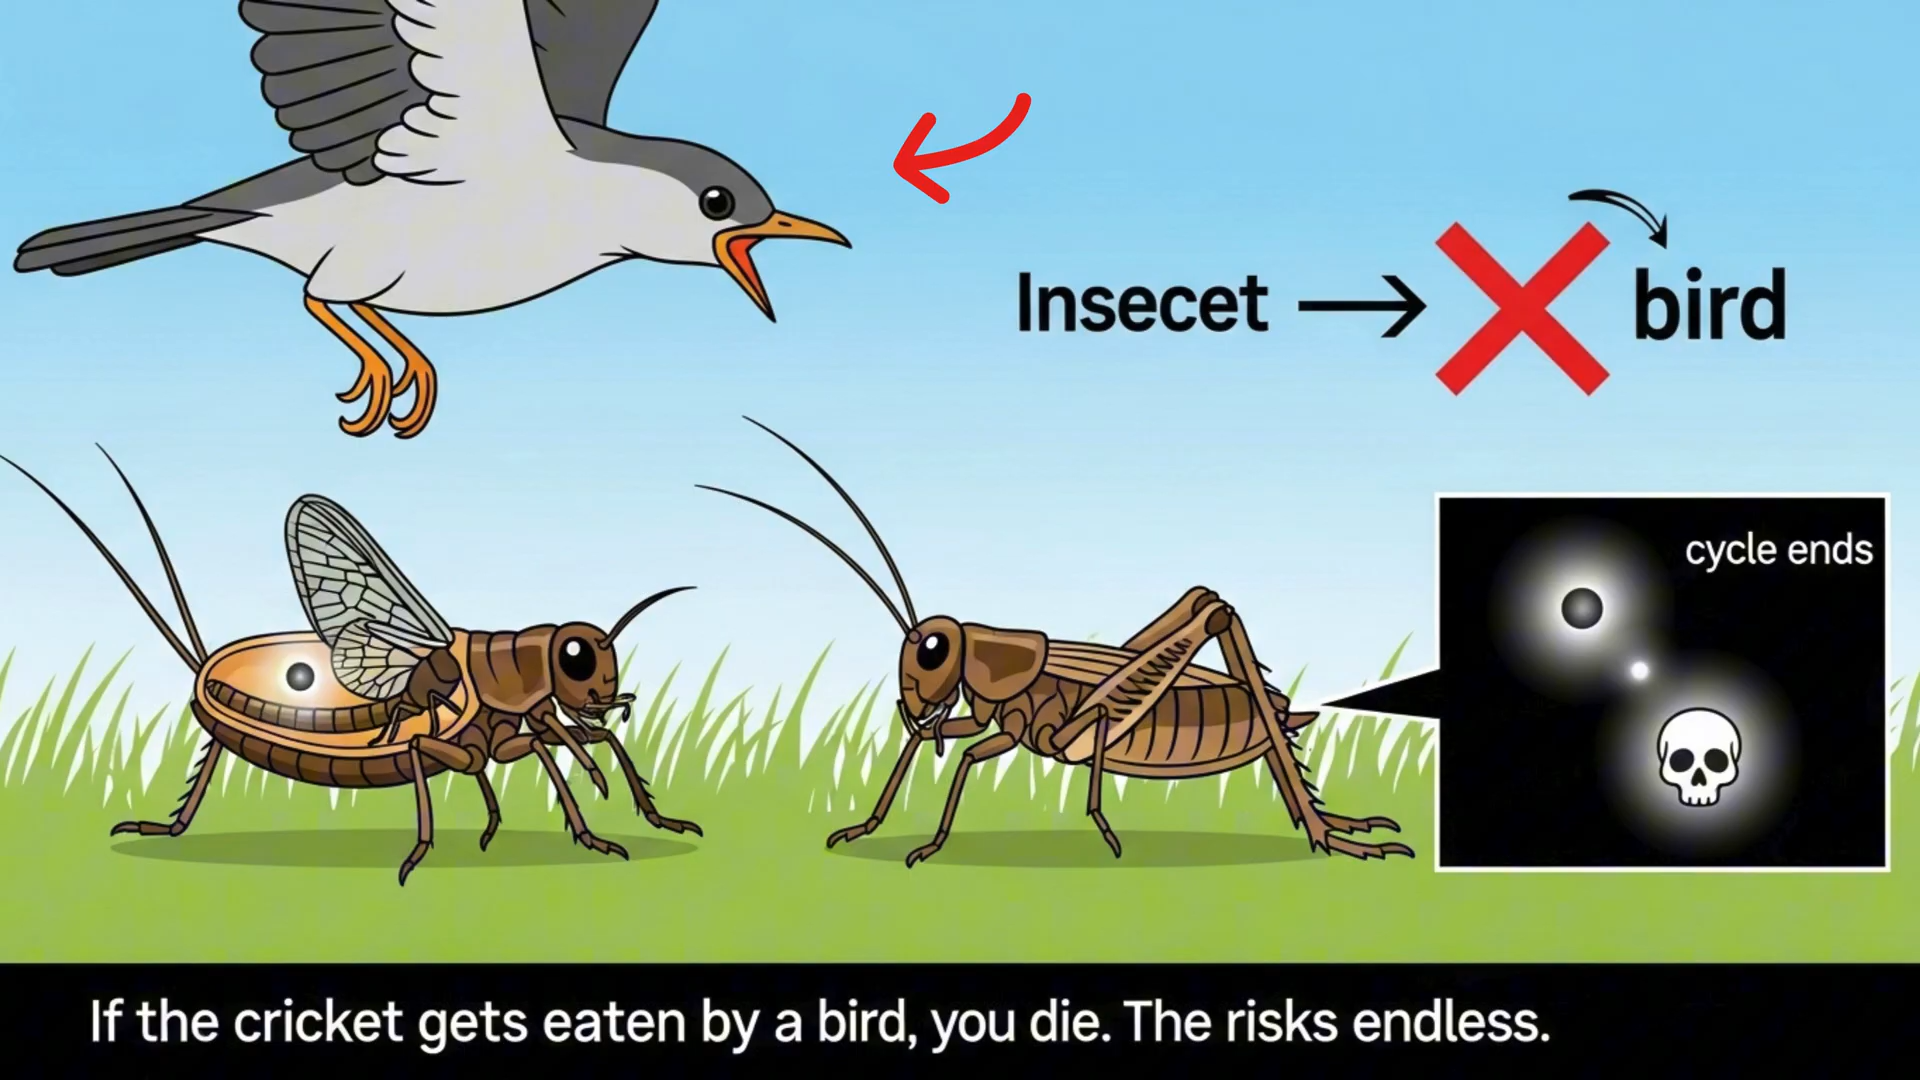 Insecet → bird
cycle ends
If the cricket gets eaten by a bird, you die. The risks endless.